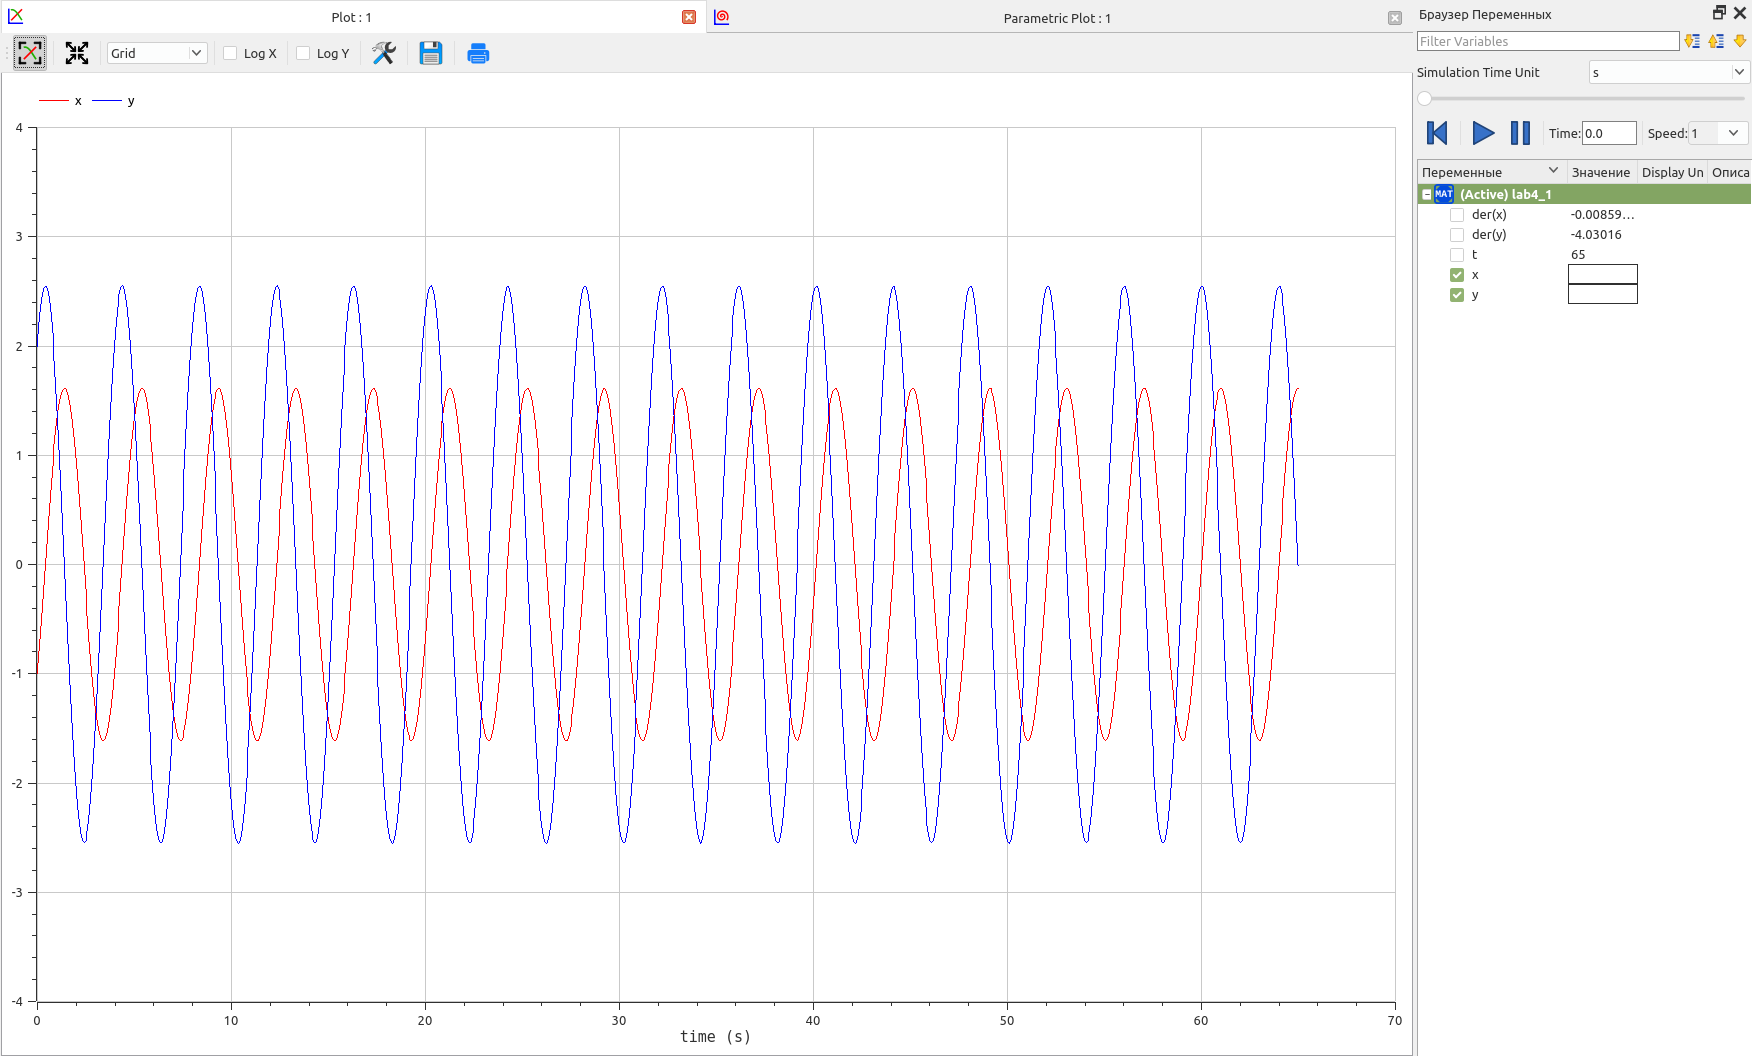 Plot : 1
Parametric Plot : 1
Браузер Переменных
Grid
Log X
Log Y
Filter Variables
Simulation Time Unit
s
Time:
0.0
Speed:
1
Переменные
Значение
Display Un
Описа
MAT
(Active) lab4_1
der(x)
-0.00859...
der(y)
-4.03016
t
65
x
y
x
y
4
3
2
1
0
-1
-2
-3
-4
0
10
20
30
40
50
60
70
time (s)